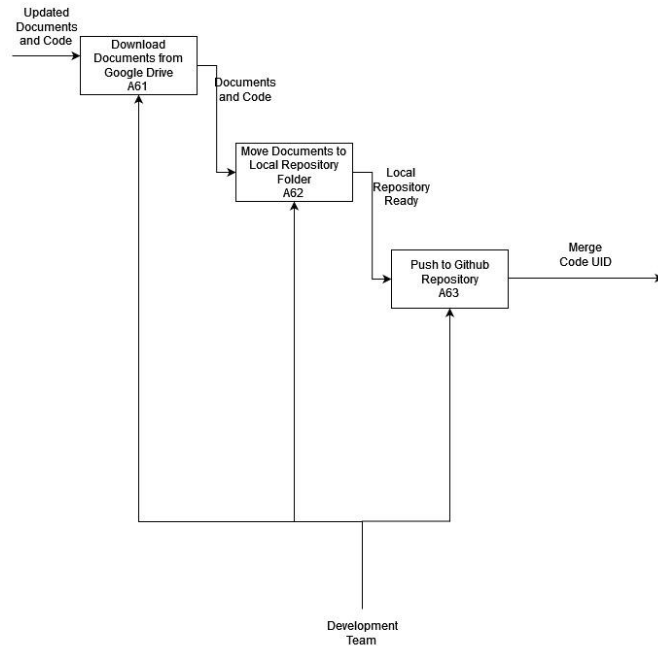 Updated
Documents
and Code
Download
Documents from
Google Drive
A61
Documents
and Code
Move Documents to
Local Repository
Folder
A62
Local
Repository
Ready
Push to Github
Repository
A63
Merge
Code UID
Development
Team